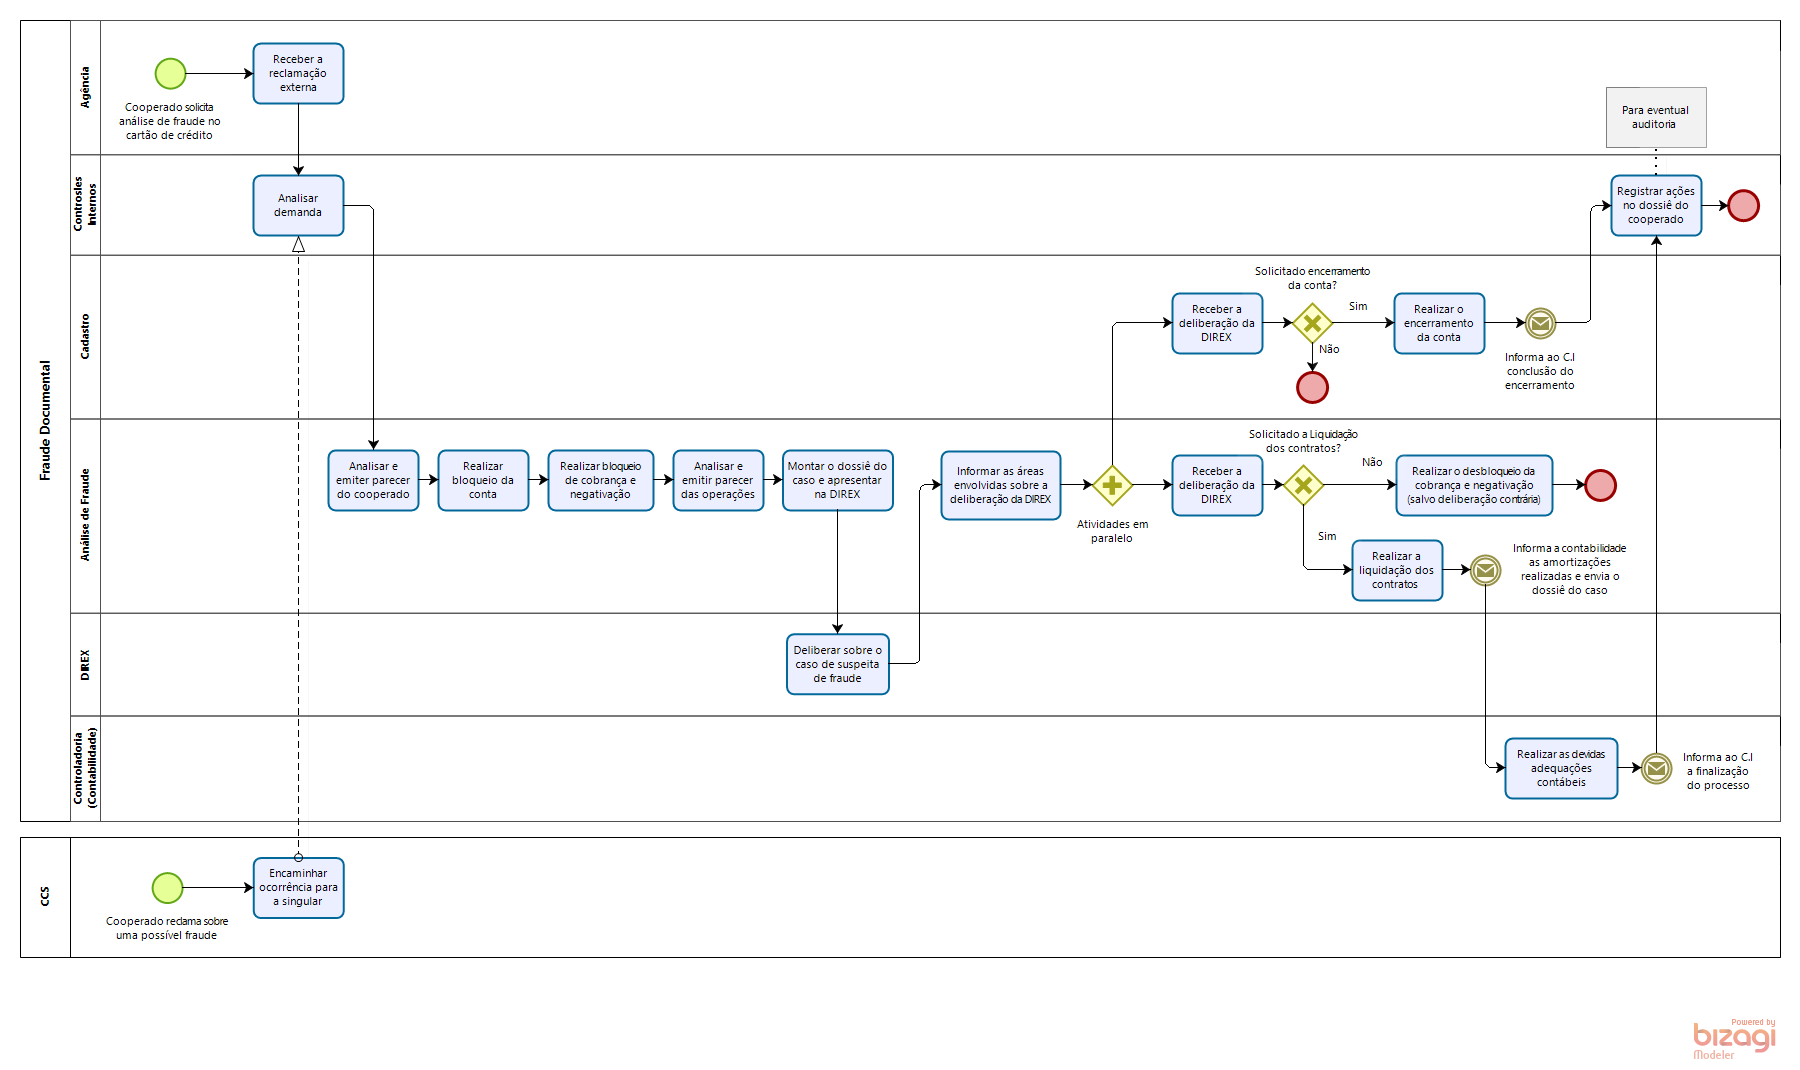 Fraude Documental
Agência
Cooperado solicita
análise de fraude no
cartão de crédito
Receber a
reclamação
externa
Para eventual
auditoria
Controsles
Internos
Analisar
demanda
Registrar ações
no dossiê do
cooperado
Cadastro
Receber a
deliberação da
DIREX
Solicitado encerramento
da conta?
Sim
Não
Realizar o
encerramento
da conta
Informa ao C.I
conclusão do
encerramento
Análise de Fraude
Analisar e
emiter parecer
do cooperado
Realizar
bloqueio da
conta
Realizar bloqueio
de cobrança e
negativação
Analisar e
emitir parecer
das operações
Montar o dossiê do
caso e apresentar
na DIREX
Informar as áreas
envolvidas sobre a
deliberação da DIREX
Atividades em
paralelo
Receber a
deliberação da
DIREX
Solicitado a Liquidação
dos contratos?
Não
Realizar o desbloqueio da
cobrança e negativação
(salvo deliberação contrária)
Sim
Realizar a
liquidação dos
contratos
Informa a contabilidade
as amortizações
realizadas e envia o
dossiê do caso
DIREX
Deliberar sobre o
caso de suspeita
de fraude
Controladoria
(Contabilidade)
Realizar as devidas
adequações
contábeis
Informa ao C.I
a finalização
do processo
CCS
Cooperado reclama sobre
uma possível fraude
Encaminhar
ocorrência para
a singular
Powered by
bizagi
Modeler